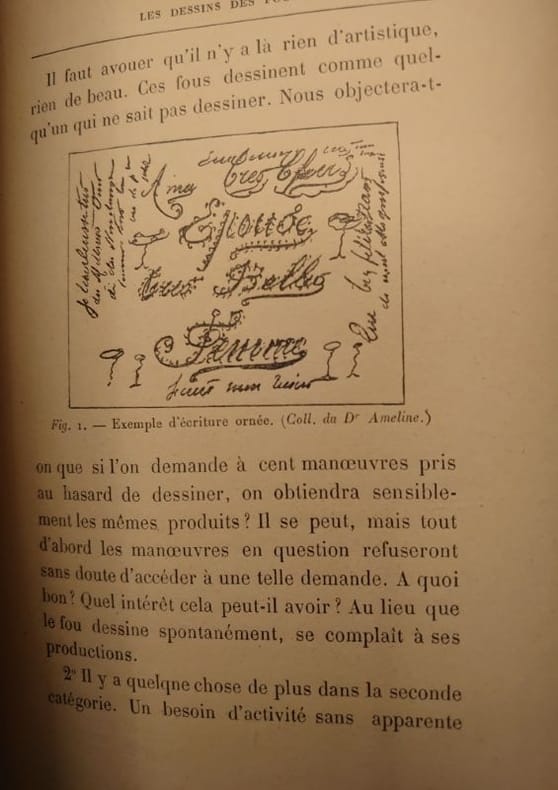 LES DESSINS DES
Il faut avouer qu'il n'y a là rien d'artistique,
rien de beau. Ces fous dessinent comme quel-
qu'un qui ne sait pas dessiner. Nous objectera-t-
Aimer
Très Chers
Gloude
Belle
Femme
Fig. 1. — Exemple d'écriture ornée. (Coll. du Dr Ameline.)
on que si l'on demande à cent manœuvres pris
au hasard de dessiner, on obtiendra sensible-
ment les mêmes produits ? Il se peut, mais tout
d'abord les manœuvres en question refuseront
sans doute d'accéder à une telle demande. A quoi
bon ? Quel intérêt cela peut-il avoir ? Au lieu que
le fou dessine spontanément, se complaît à ses
productions.
2° Il y a quelqne chose de plus dans la seconde
catégorie. Un besoin d'activité sans apparente